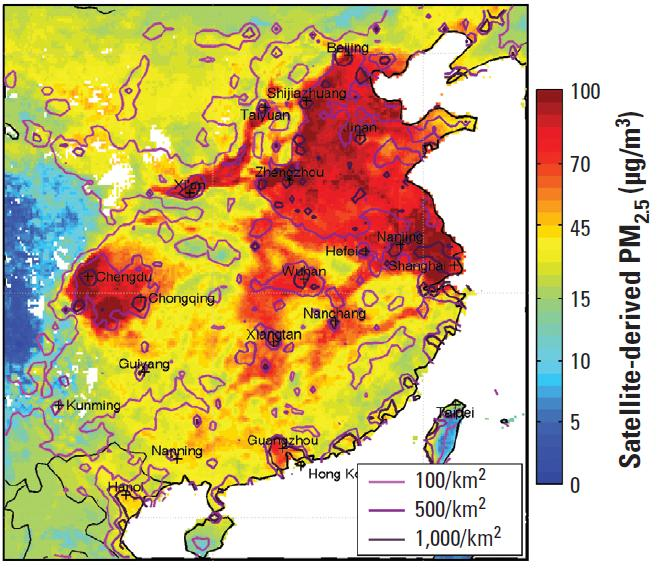 Beijing
Shijiazhuang
Taiyuan
Jinan
Zhengzhou
Xi'an
Nanjing
Hefei
Shanghai
Chengdu
Wuhan
Chongqing
Nanchang
Xiangtan
Guiyang
Kunming
Taipei
Guangzhou
Nanning
Hong Ko
Hanoi
100/km²
500/km²
1,000/km²
100
70
45
15
10
5
0
Satellite-derived PM2.5 (µg/m³)